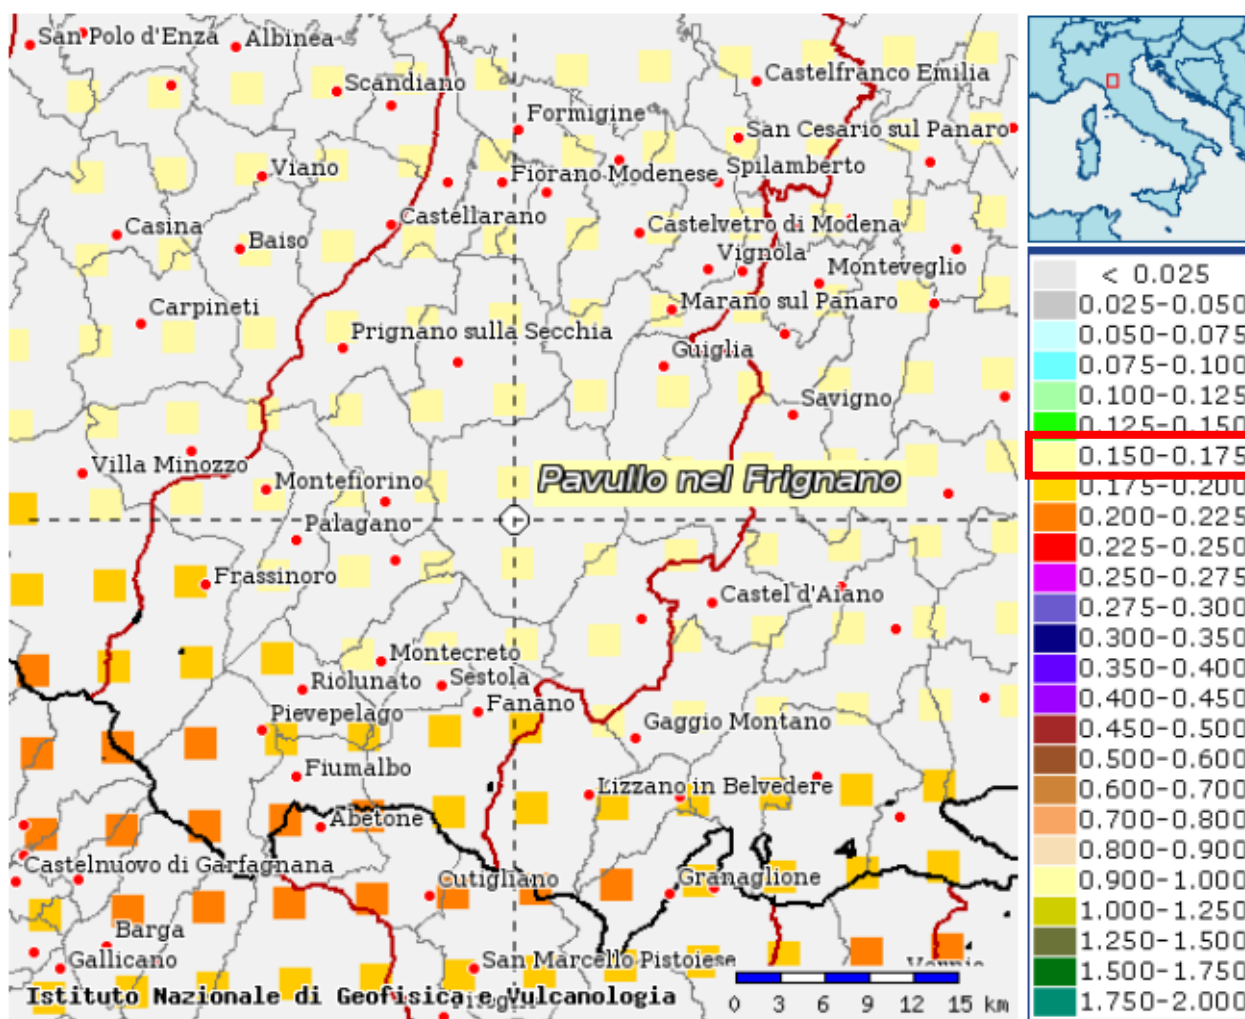 San Polo d'Enza
Albinea
Scandiano
Castelfranco Emilia
Formigine
San Cesario sul Panaro
Viano
Fiorano Modenese
Spilamberto
Casina
Castellarano
Castelvetro di Modena
Baiso
Vignola
Monteveglio
Carpineti
Marano sul Panaro
Prignano sulla Secchia
Guiglia
Savigno
Villa Minozzo
Montefiorino
Pavullo nel Frignano
Palagano
Frassinoro
Castel d'Aiano
Montecreto
Riolunato
Sestola
Fanano
Pievepelago
Gaggio Montano
Fiumalbo
Lizzano in Belvedere
Abetone
Castelnuovo di Garfagnana
Cutigliano
Granaglione
Barga
Gallicano
San Marcello Pistoiese
Istituto Nazionale di Geofisica e Vulcanologia
0 3 6 9 12 15 km
< 0.025
0.025-0.050
0.050-0.075
0.075-0.100
0.100-0.125
0.125-0.150
0.150-0.175
0.175-0.200
0.200-0.225
0.225-0.250
0.250-0.275
0.275-0.300
0.300-0.350
0.350-0.400
0.400-0.450
0.450-0.500
0.500-0.600
0.600-0.700
0.700-0.800
0.800-0.900
0.900-1.000
1.000-1.250
1.250-1.500
1.500-1.750
1.750-2.000